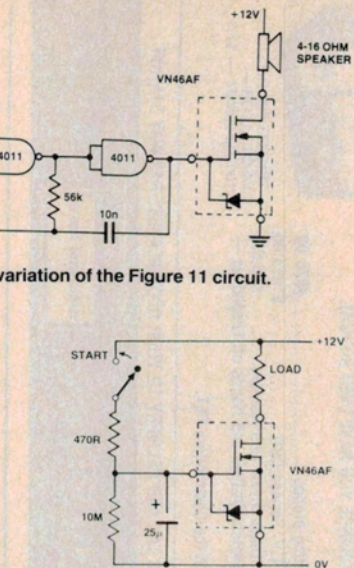 +12V
4-16 OHM
SPEAKER
VN46AF
4011
4011
56k
10n
variation of the Figure 11 circuit.
+12V
START
LOAD
470R
VN46AF
10M
+
25μ
0V